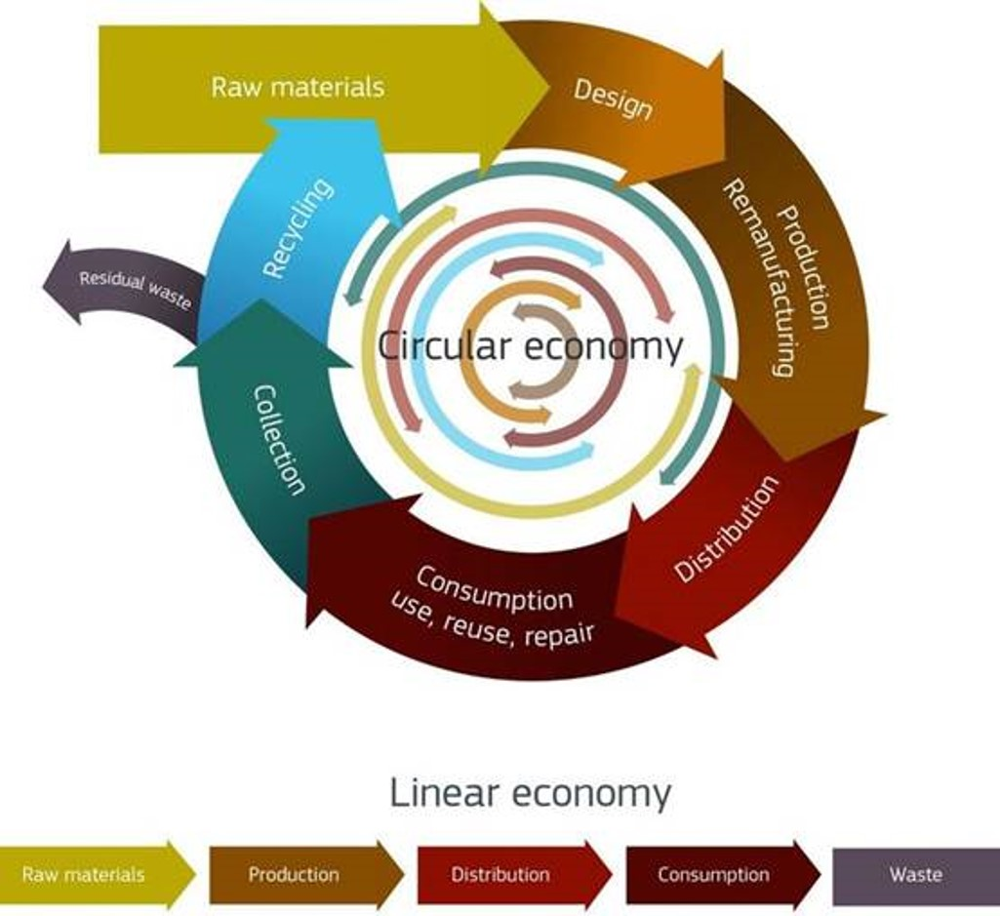 Raw materials
Design
Production
Remanufacturing
Distribution
Consumption
use, reuse, repair
Collection
Recycling
Residual waste
Circular economy
Linear economy
Raw materials
Production
Distribution
Consumption
Waste